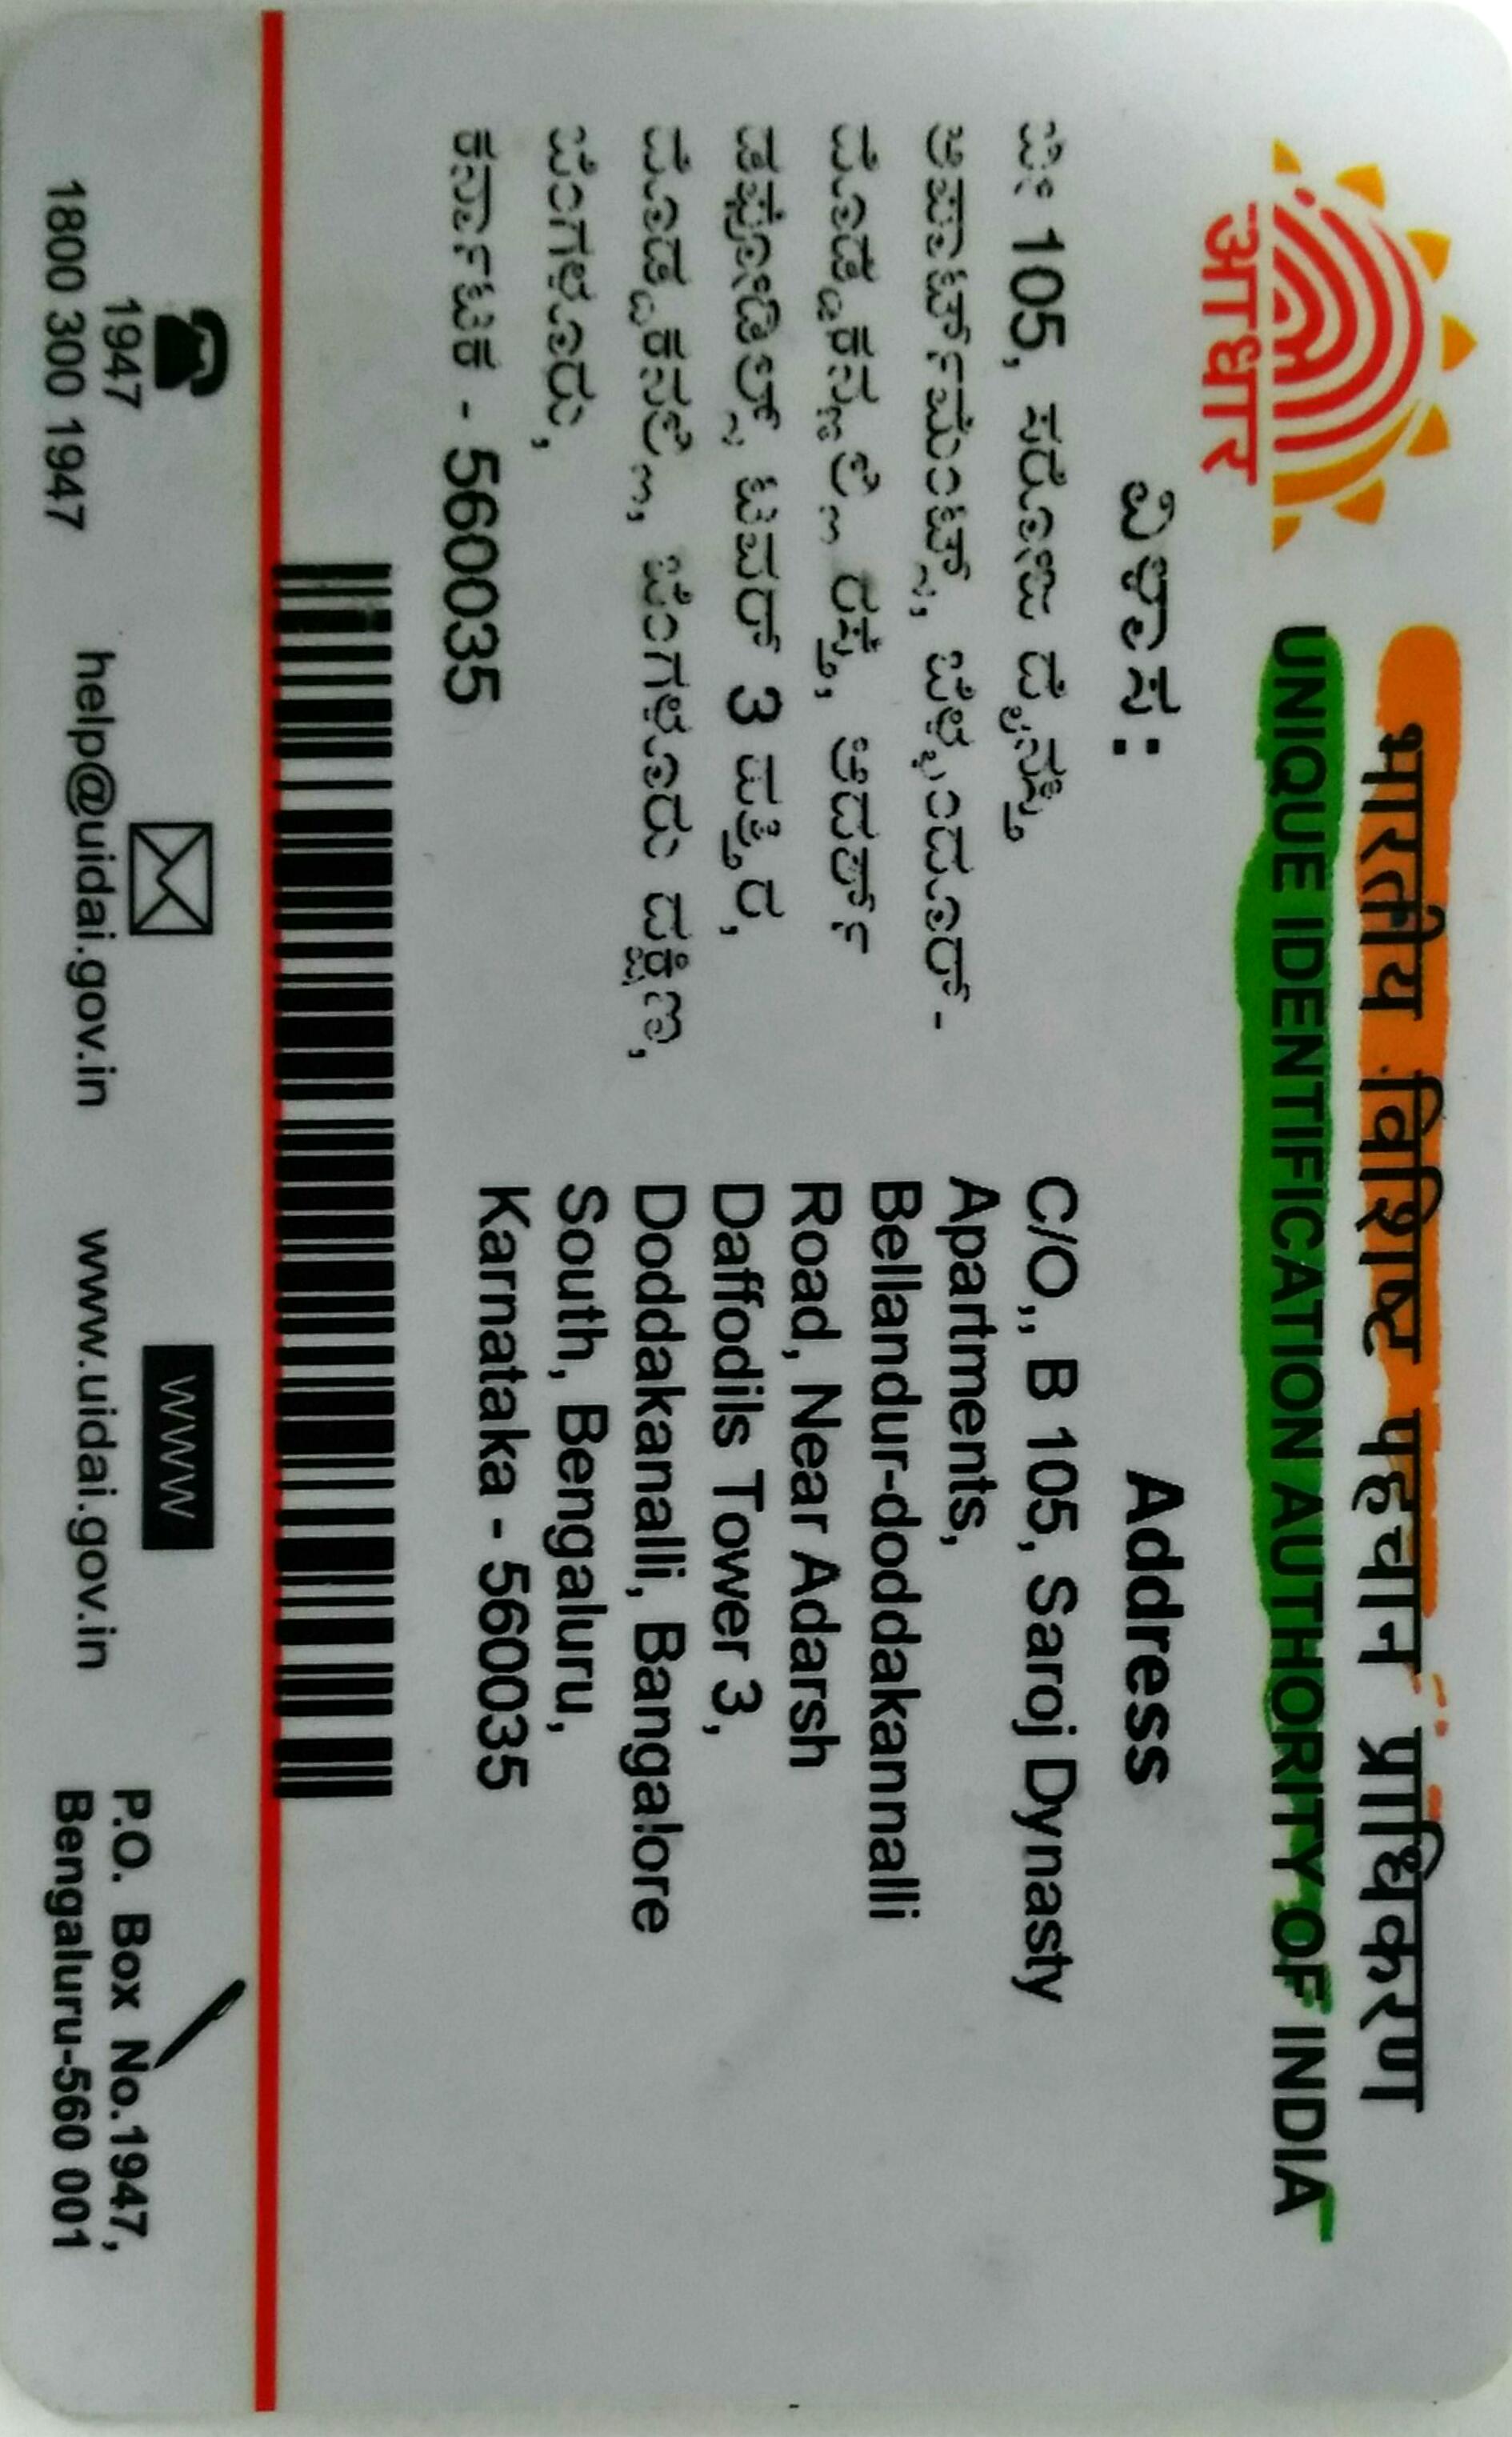 भारतीय विशिष्ट पहचान प्राधिकरण
UNIQUE IDENTIFICATION AUTHORITY OF INDIA
आधार
ವಿಳಾಸ:
ಬಿ 105, ಸರೋಜ ಡೈನಸ್ತಿ,
ಅಪಾರ್ಟ್ಮೆಂಟ್ಸ್, ಬೆಳ್ಳಂದೂರ್-
ದೊಡ್ಡಕನ್ನಳ್ಳಿ ರಸ್ತೆ, ಆದರ್ಶ
ಡಫ್ಫೋಡಿಲ್ಸ್ ಟವರ್ 3 ಹತ್ತಿರ,
ದೊಡ್ಡಕನಳ್ಳಿ, ಬೆಂಗಳೂರು ದಕ್ಷಿಣ,
ಬೆಂಗಳೂರು,
ಕರ್ನಾಟಕ - 560035
Address
C/O,, B 105, Saroj Dynasty
Apartments,
Bellandur-doddakannalli
Road, Near Adarsh
Daffodils Tower 3,
Doddakanalli, Bangalore
South, Bengaluru,
Karnataka - 560035
1947
1800 300 1947
help@uidai.gov.in
WWW
www.uidai.gov.in
P.O. Box No.1947,
Bengaluru-560 001